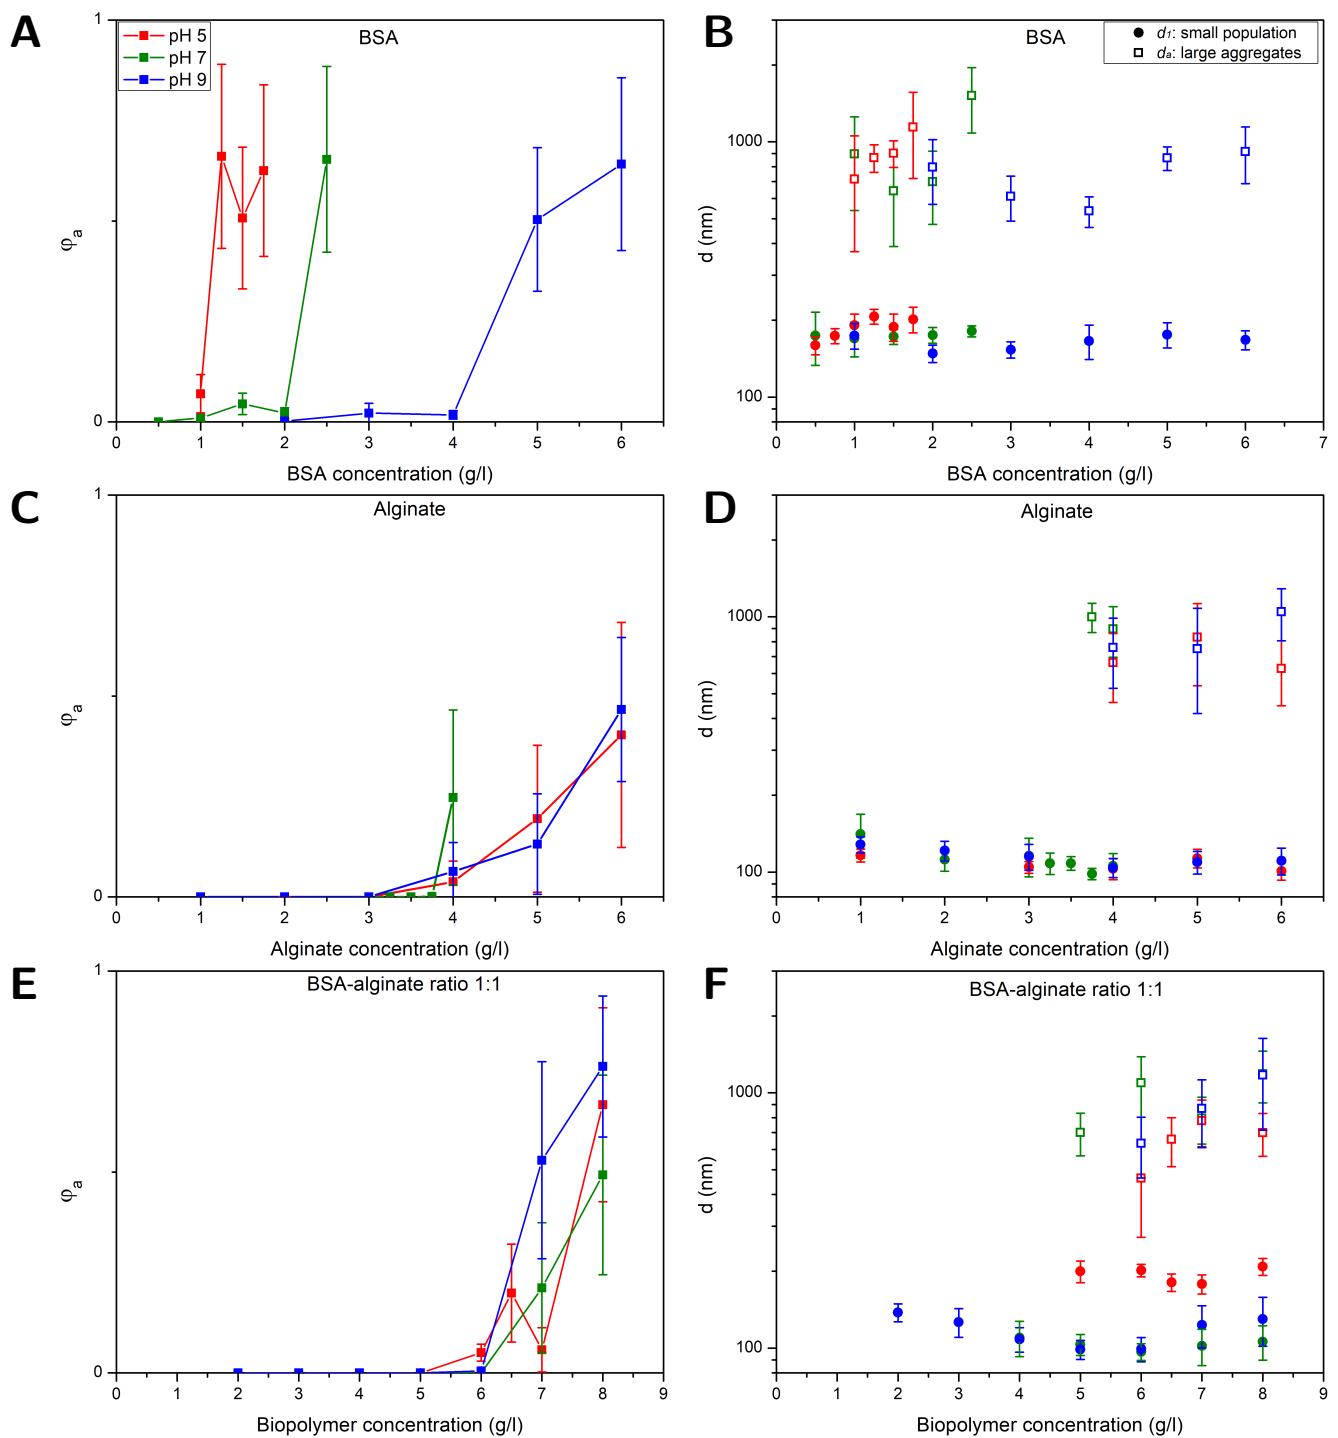 A
BSA
pH 5
pH 7
pH 9
1
0
φa
0 1 2 3 4 5 6
BSA concentration (g/l)
B
BSA
d1: small population
da: large aggregates
1000
100
d (nm)
0 1 2 3 4 5 6 7
BSA concentration (g/l)
C
Alginate
1
0
φa
0 1 2 3 4 5 6
Alginate concentration (g/l)
D
Alginate
1000
100
d (nm)
0 1 2 3 4 5 6
Alginate concentration (g/l)
E
BSA-alginate ratio 1:1
1
0
φa
0 1 2 3 4 5 6 7 8 9
Biopolymer concentration (g/l)
F
BSA-alginate ratio 1:1
1000
100
d (nm)
0 1 2 3 4 5 6 7 8 9
Biopolymer concentration (g/l)